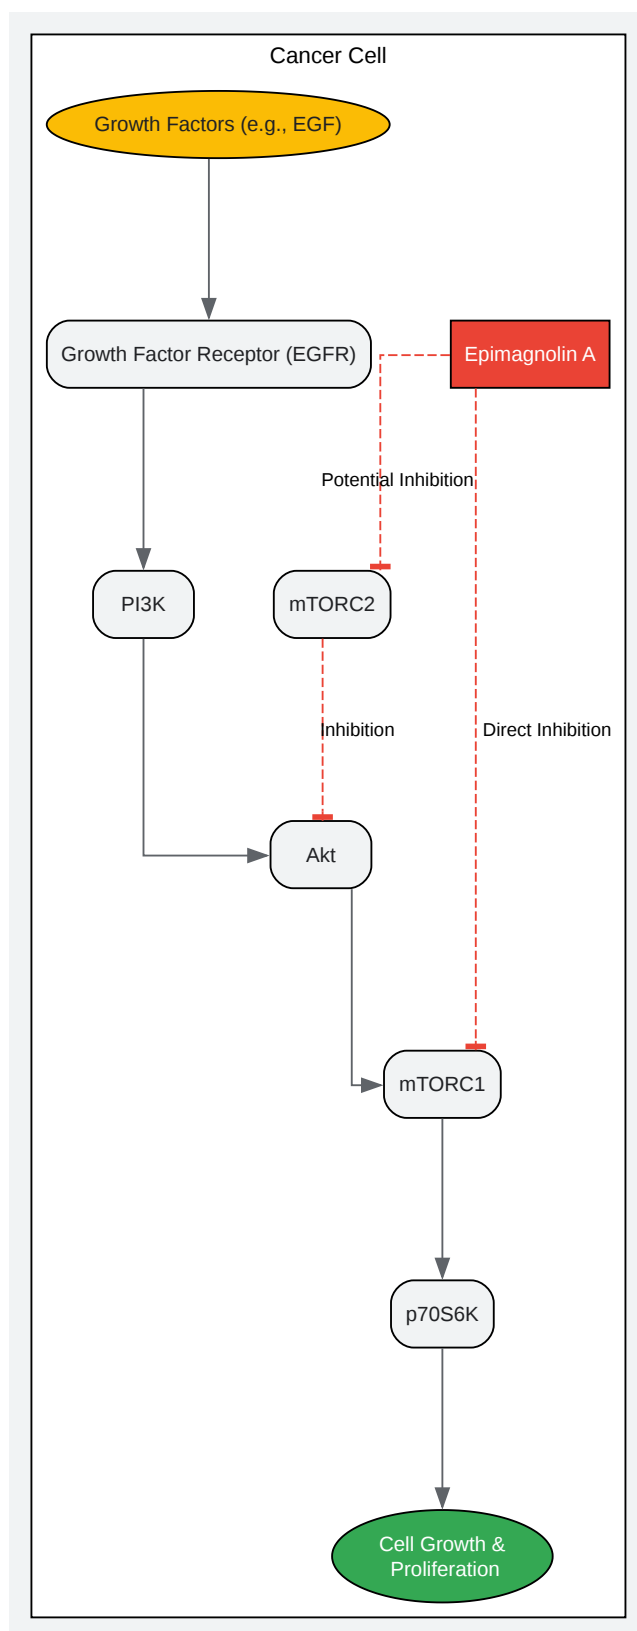 Cancer Cell
Growth Factors (e.g., EGF)
Growth Factor Receptor (EGFR)
Epimagnolin A
Potential Inhibition
PI3K
mTORC2
Inhibition
Direct Inhibition
Akt
mTORC1
p70S6K
Cell Growth &
Proliferation